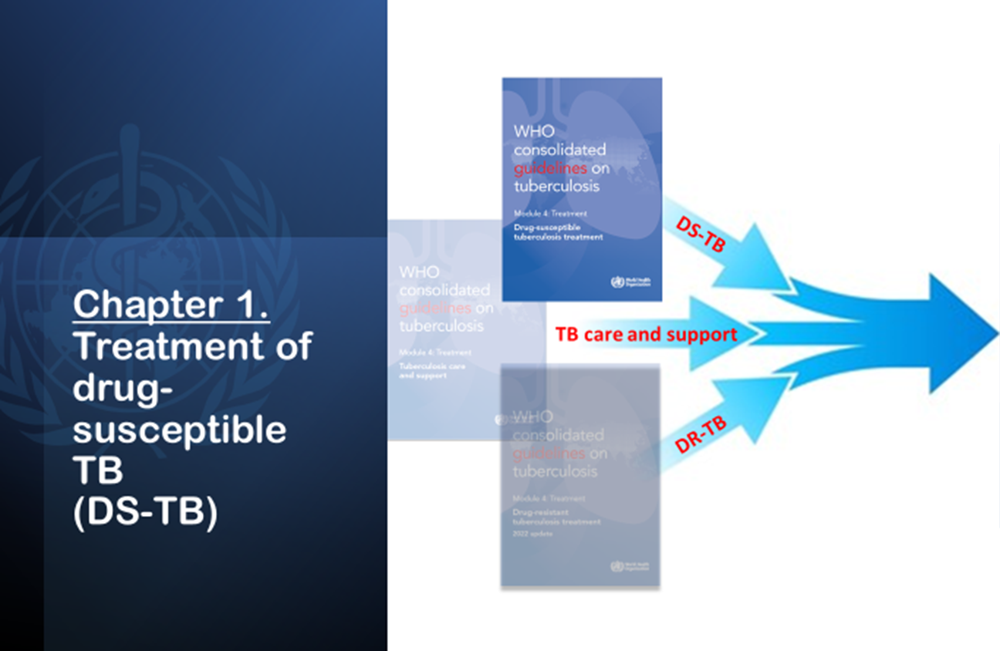 Chapter 1.
Treatment of
drug-
susceptible
TB
(DS-TB)
WHO
consolidated
guidelines on
tuberculosis
Module 4: Treatment
Drug-susceptible
tuberculosis treatment
World Health
Organization
WHO
consolidated
guidelines on
tuberculosis
Module 4: Treatment
Tuberculosis care
and support
WHO
consolidated
guidelines on
tuberculosis
Module 4: Treatment
Drug-resistant
tuberculosis treatment
2022 update
World Health
Organization
DS-TB
TB care and support
DR-TB